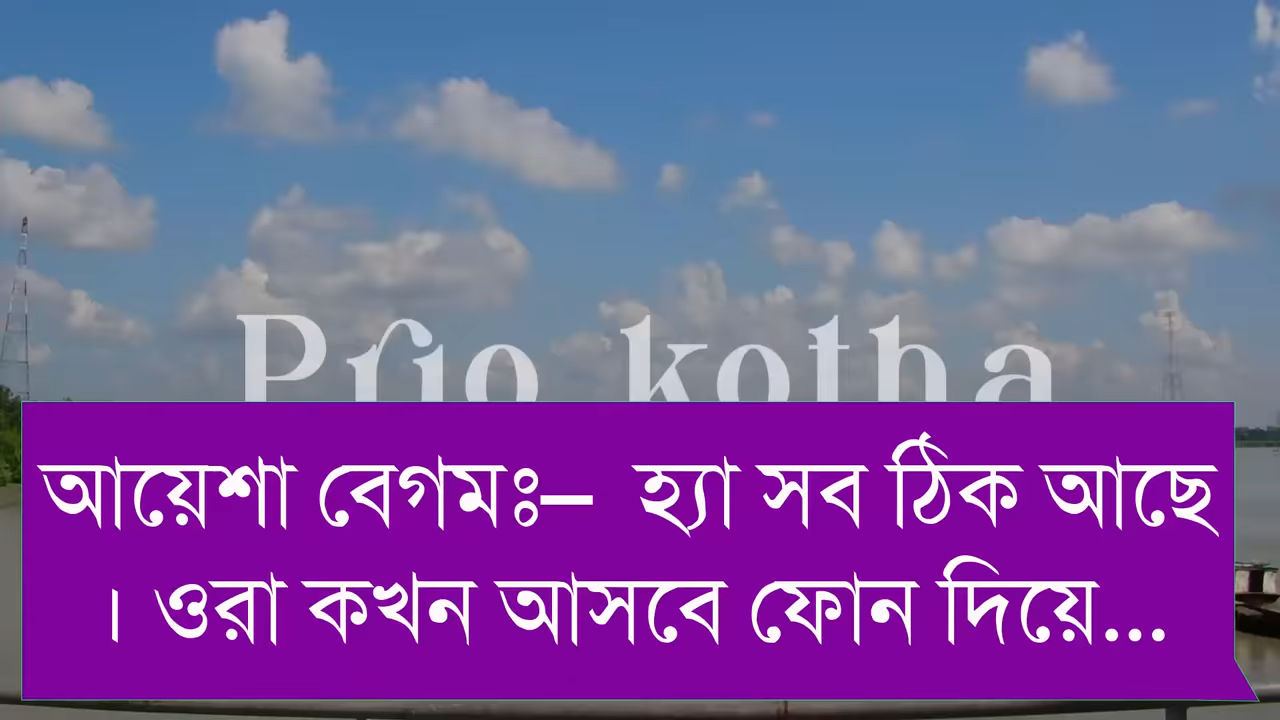 Prio kotha
আয়েশা বেগমঃ– হ্যা সব ঠিক আছে
। ওরা কখন আসবে ফোন দিয়ে...